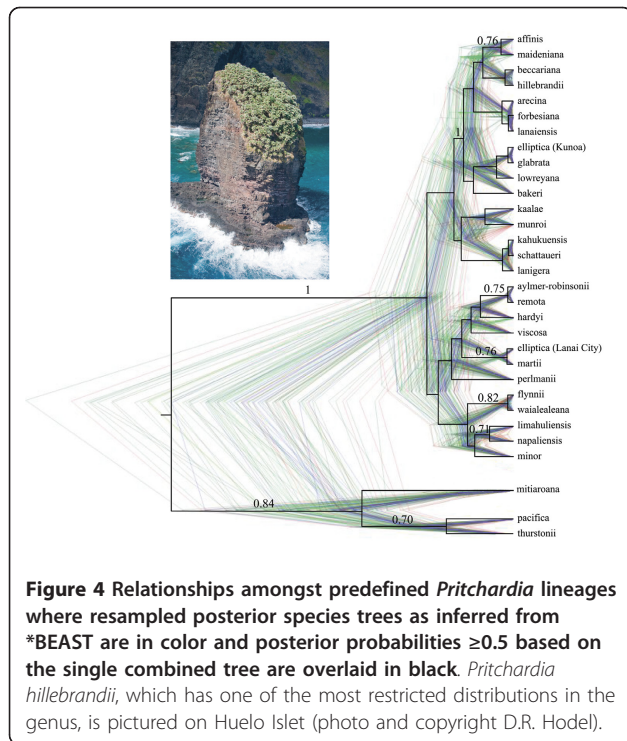 0.76
affinis
maideniana
beccariana
hillebrandii
arecina
forbesiana
lanaiensis
1
elliptica (Kunoa)
glabrata
lowreyana
bakeri
kaalae
munroi
kahukuensis
schattaueri
lanigera
1
0.75
aylmer-robinsonii
remota
hardyi
viscosa
elliptica (Lanai City)
0.76
martii
perlmanii
0.82
flynnii
waialealeana
0.71
limahuliensis
napaliensis
minor
0.84
mitiaroana
0.70
pacifica
thurstonii
Figure 4 Relationships amongst predefined Pritchardia lineages
where resampled posterior species trees as inferred from
*BEAST are in color and posterior probabilities ≥0.5 based on
the single combined tree are overlaid in black. Pritchardia
hillebrandii, which has one of the most restricted distributions in the
genus, is pictured on Huelo Islet (photo and copyright D.R. Hodel).